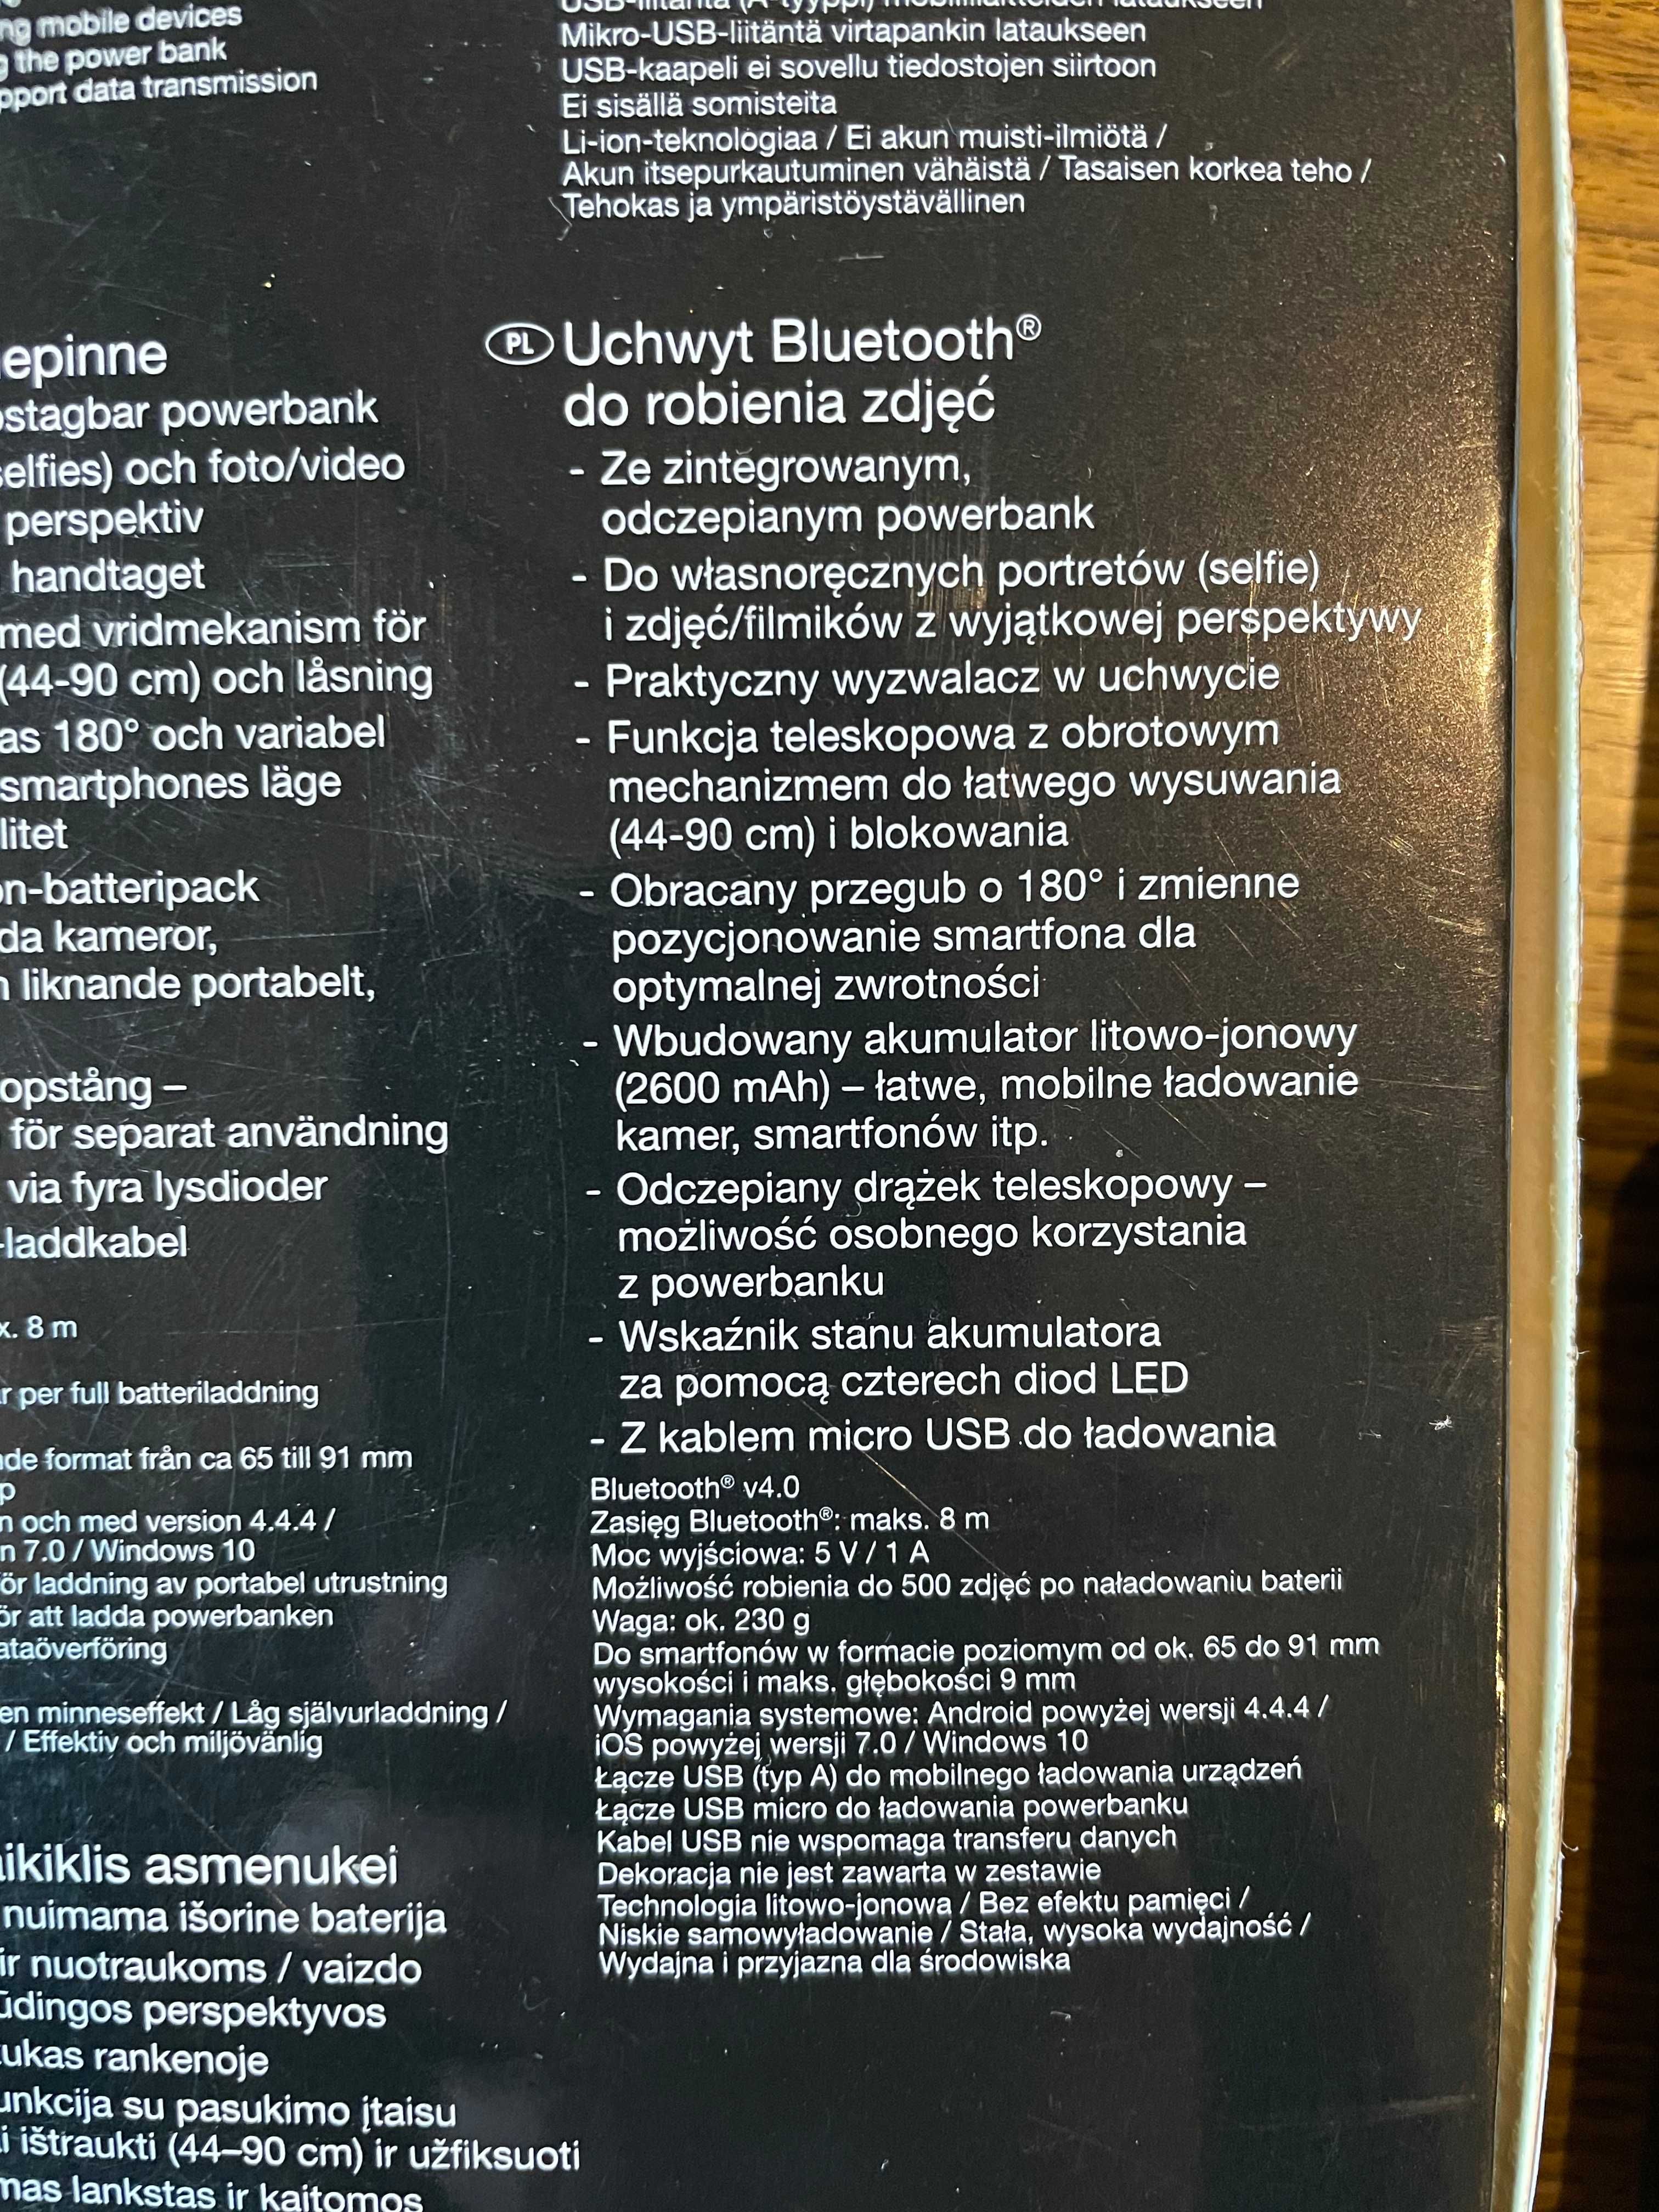 ng mobile devices
the power bank
pport data transmission
USB-liitäntä (A-tyyppi) mobiililaitteiden lataukseen
Mikro-USB-liitäntä virtapankin lataukseen
USB-kaapeli ei sovellu tiedostojen siirtoon
Ei sisällä somisteita
Li-ion-teknologiaa / Ei akun muisti-ilmiötä /
Akun itsepurkautuminen vähäistä / Tasaisen korkea teho /
Tehokas ja ympäristöystävällinen
epinne
ostagbar powerbank
selfies) och foto/video
perspektiv
handtaget
med vridmekanism för
(44-90 cm) och låsning
as 180° och variabel
smartphones läge
litet
on-batteripack
da kameror,
n liknande portabelt,
opstång –
för separat användning
via fyra lysdioder
-laddkabel
x. 8 m
r per full batteriladdning
de format från ca 65 till 91 mm
p
n och med version 4.4.4 /
n 7.0 / Windows 10
ör laddning av portabel utrustning
ör att ladda powerbanken
ataöverföring
en minneseffekt / Låg självurladdning /
/ Effektiv och miljövänlig
aikiklis asmenukei
nuimama išorine baterija
ir nuotraukoms / vaizdo
ūdingos perspektyvos
tukas rankenoje
unkcija su pasukimo įtaisu
i ištraukti (44–90 cm) ir užfiksuoti
mas lankstas ir kaitomos
PL Uchwyt Bluetooth®
do robienia zdjęć
- Ze zintegrowanym,
odczepianym powerbank
- Do własnoręcznych portretów (selfie)
i zdjęć/filmików z wyjątkowej perspektywy
- Praktyczny wyzwalacz w uchwycie
- Funkcja teleskopowa z obrotowym
mechanizmem do łatwego wysuwania
(44-90 cm) i blokowania
- Obracany przegub o 180° i zmienne
pozycjonowanie smartfona dla
optymalnej zwrotności
- Wbudowany akumulator litowo-jonowy
(2600 mAh) – łatwe, mobilne ładowanie
kamer, smartfonów itp.
- Odczepiany drążek teleskopowy –
możliwość osobnego korzystania
z powerbanku
- Wskaźnik stanu akumulatora
za pomocą czterech diod LED
- Z kablem micro USB do ładowania
Bluetooth® v4.0
Zasięg Bluetooth®: maks. 8 m
Moc wyjściowa: 5 V / 1 A
Możliwość robienia do 500 zdjęć po naładowaniu baterii
Waga: ok. 230 g
Do smartfonów w formacie poziomym od ok. 65 do 91 mm
wysokości i maks. głębokości 9 mm
Wymagania systemowe: Android powyżej wersji 4.4.4 /
iOS powyżej wersji 7.0 / Windows 10
Łącze USB (typ A) do mobilnego ładowania urządzeń
Łącze USB micro do ładowania powerbanku
Kabel USB nie wspomaga transferu danych
Dekoracja nie jest zawarta w zestawie
Technologia litowo-jonowa / Bez efektu pamięci /
Niskie samowyładowanie / Stała, wysoka wydajność /
Wydajna i przyjazna dla środowiska